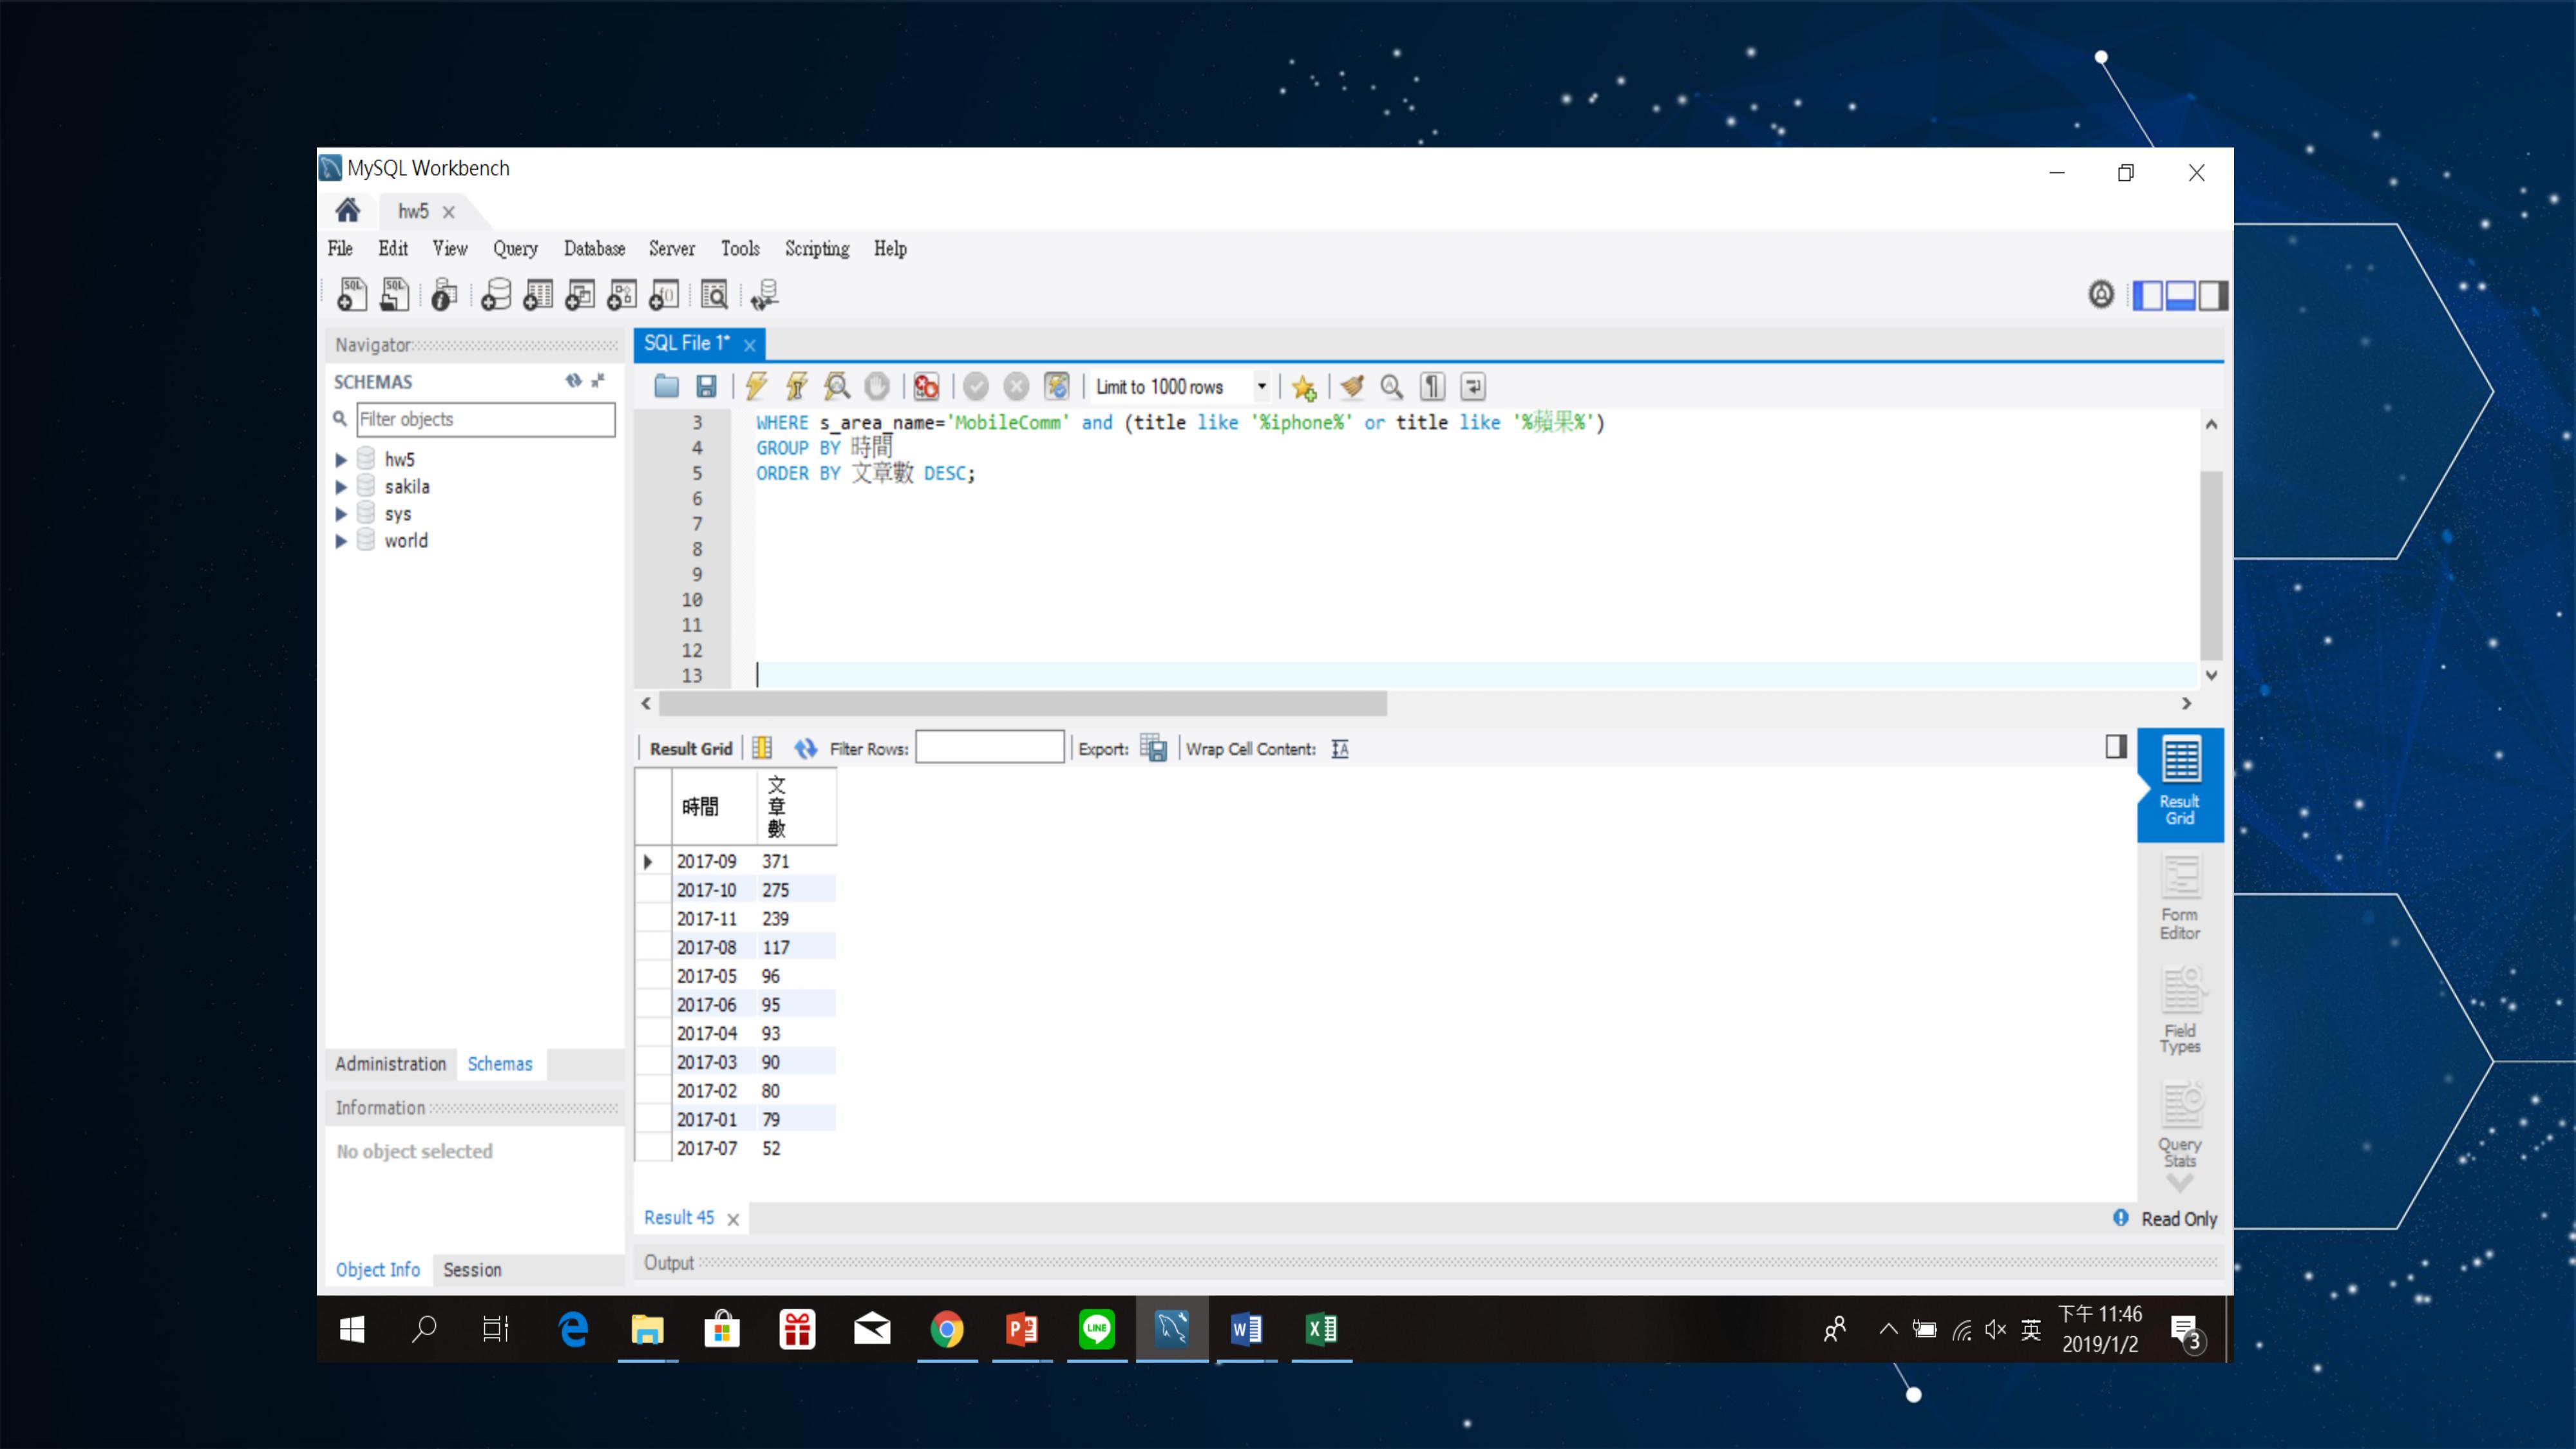 MySQL Workbench
hw5
File Edit View Query Database Server Tools Scripting Help
Navigator
SCHEMAS
Filter objects
hw5
sakila
sys
world
Administration Schemas
Information
No object selected
Object Info Session
SQL File 1*
Limit to 1000 rows
3 WHERE s_area_name='MobileComm' and (title like '%iphone%' or title like '%蘋果%')
4 GROUP BY 時間
5 ORDER BY 文章數 DESC;
6
7
8
9
10
11
12
13
Result Grid Filter Rows: Export: Wrap Cell Content:
時間 文章數
2017-09 371
2017-10 275
2017-11 239
2017-08 117
2017-05 96
2017-06 95
2017-04 93
2017-03 90
2017-02 80
2017-01 79
2017-07 52
Result
Grid
Form
Editor
Field
Types
Query
Stats
Result 45
Read Only
Output
LINE
英
下午 11:46
2019/1/2
3